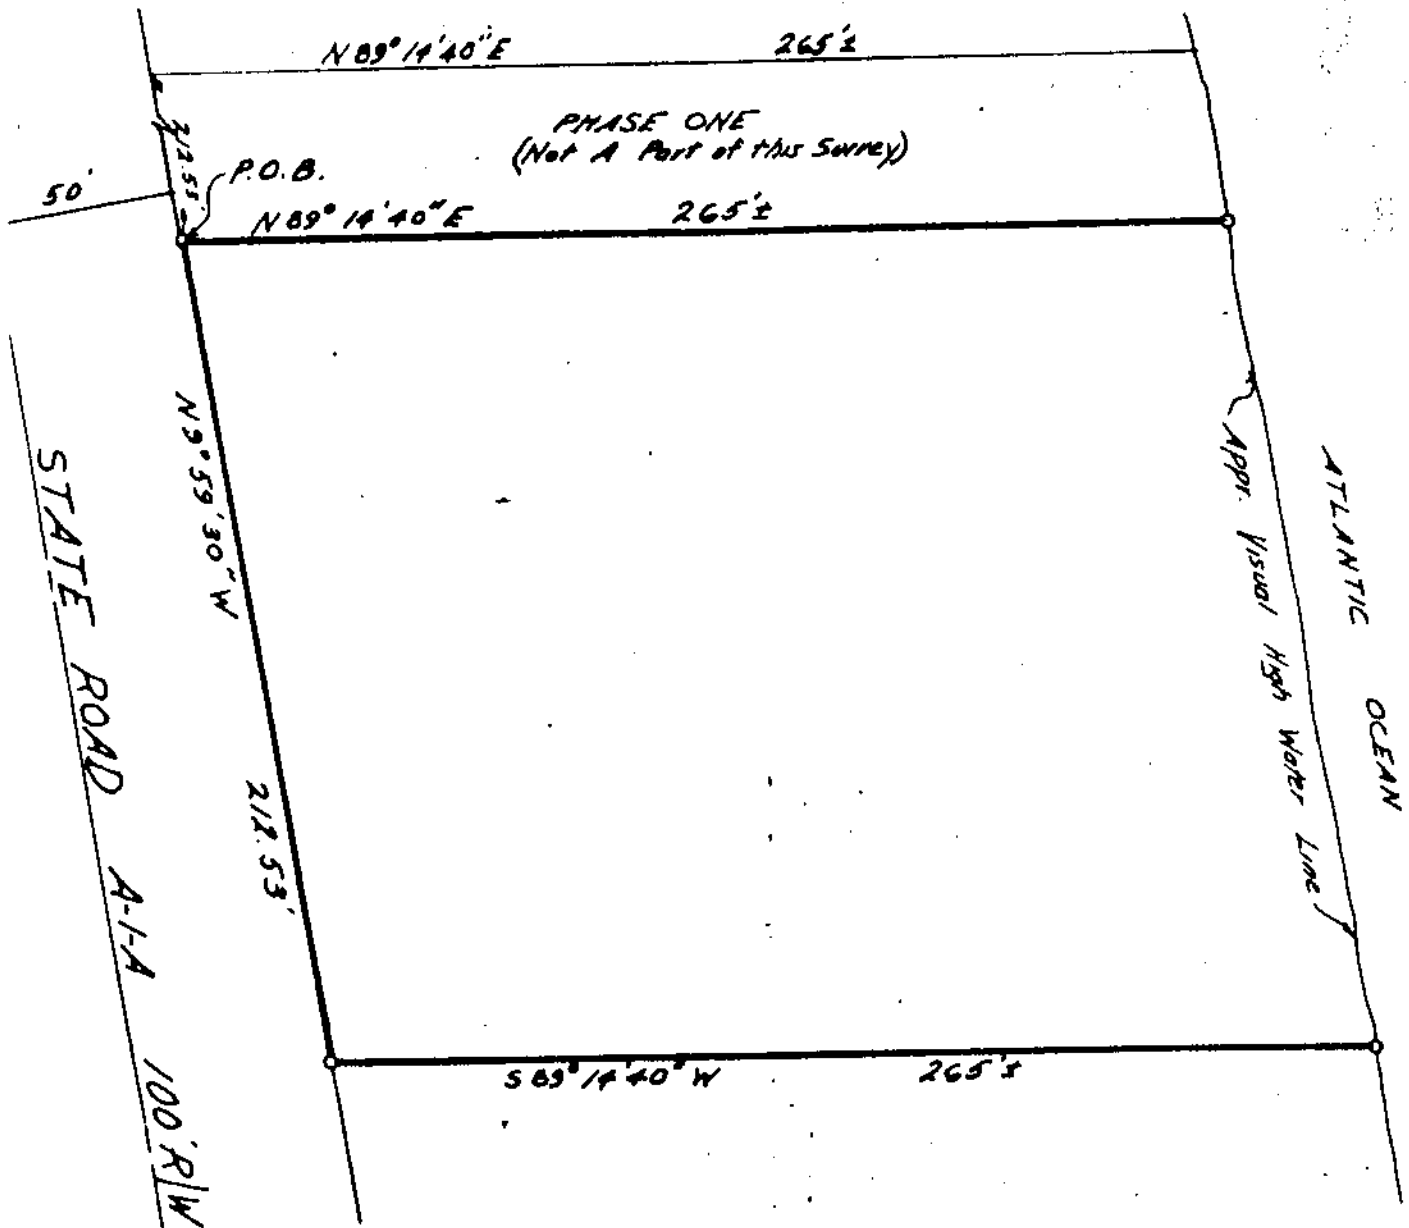 N 89° 14' 40" E 265'±
PHASE ONE
(Not A Part of this Survey)
212.53'
P.O.B.
50'
N 89° 14' 40" E 265'±
N 9° 59' 30" W 212.53'
STATE ROAD A-1-A 100' R/W
Appr. Visual High Water Line
ATLANTIC OCEAN
S 89° 14' 40" W 265'±